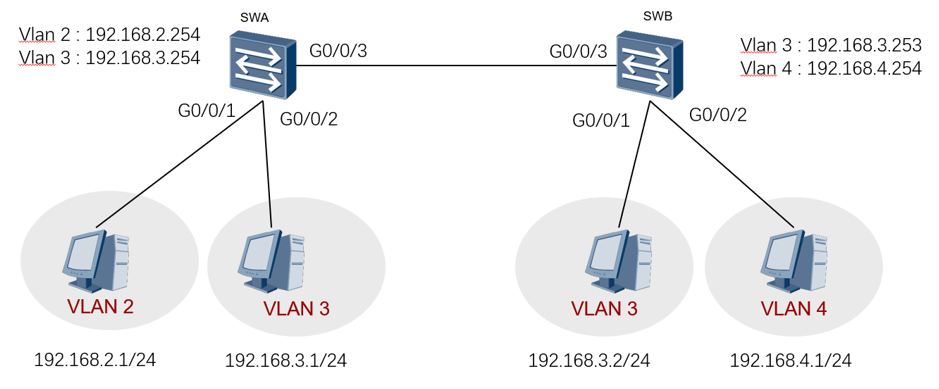 SWA
SWB
Vlan 2 : 192.168.2.254
Vlan 3 : 192.168.3.254
G0/0/3
G0/0/3
Vlan 3 : 192.168.3.253
Vlan 4 : 192.168.4.254
G0/0/1
G0/0/2
G0/0/1
G0/0/2
VLAN 2
VLAN 3
VLAN 3
VLAN 4
192.168.2.1/24
192.168.3.1/24
192.168.3.2/24
192.168.4.1/24